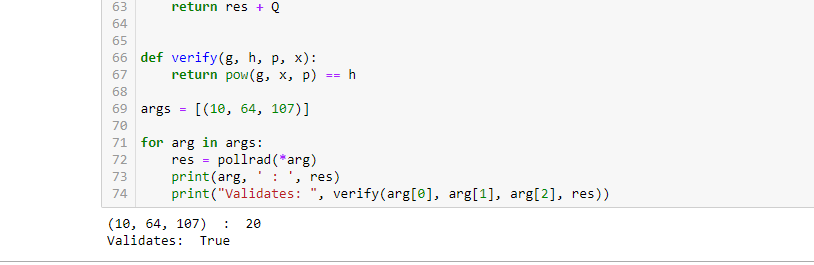 63 return res + Q
64
65
66 def verify(g, h, p, x):
67 return pow(g, x, p) == h
68
69 args = [(10, 64, 107)]
70
71 for arg in args:
72 res = pollrad(*arg)
73 print(arg, ' : ', res)
74 print("Validates: ", verify(arg[0], arg[1], arg[2], res))
(10, 64, 107)  :  20
Validates:  True